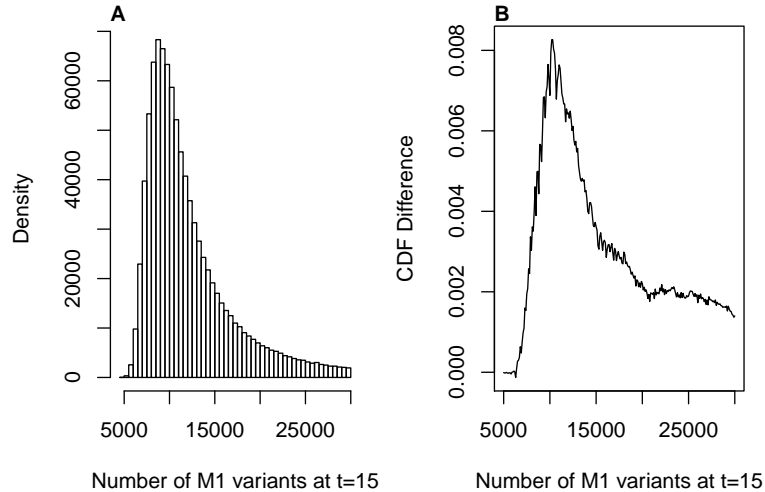 A
Density
0
20000
40000
60000
5000
15000
25000
Number of M1 variants at t=15
B
CDF Difference
0.000
0.002
0.004
0.006
0.008
5000
15000
25000
Number of M1 variants at t=15